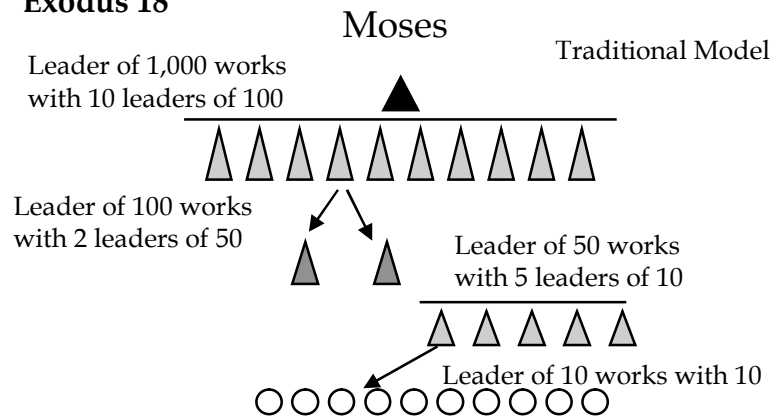 Exodus 18
Moses
Traditional Model
Leader of 1,000 works
with 10 leaders of 100
Leader of 100 works
with 2 leaders of 50
Leader of 50 works
with 5 leaders of 10
Leader of 10 works with 10